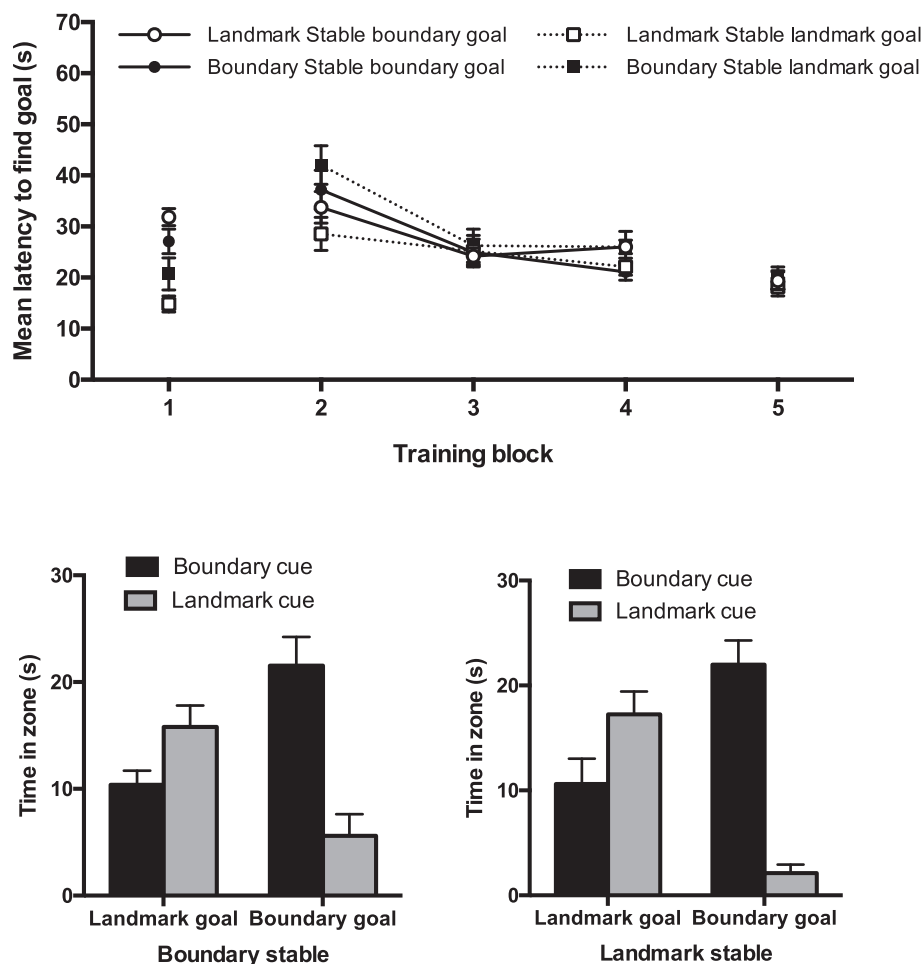 70
60
50
40
30
20
10
0
Mean latency to find goal (s)
Landmark Stable boundary goal
Boundary Stable boundary goal
Landmark Stable landmark goal
Boundary Stable landmark goal
1 2 3 4 5
Training block
30
20
10
0
Time in zone (s)
Boundary cue
Landmark cue
Landmark goal Boundary goal
Boundary stable
30
20
10
0
Time in zone (s)
Boundary cue
Landmark cue
Landmark goal Boundary goal
Landmark stable